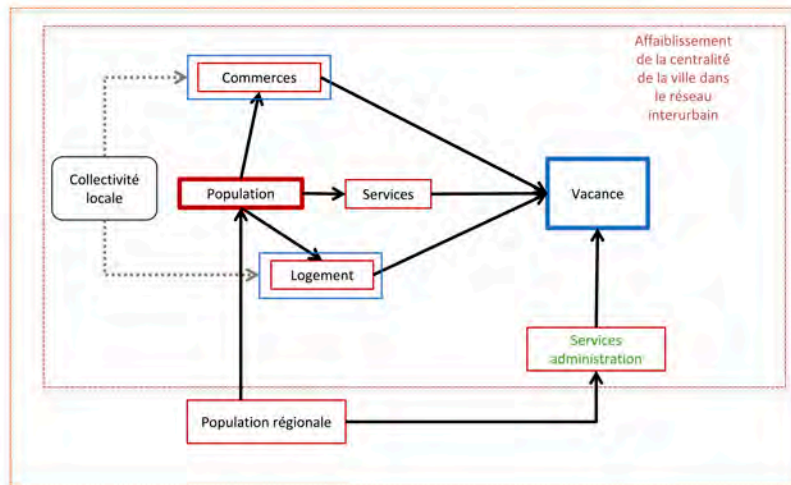 Affaiblissement
de la centralité
de la ville dans
le réseau
interurbain
Commerces
Collectivité
locale
Population
Services
Vacance
Logement
Services
administration
Population régionale